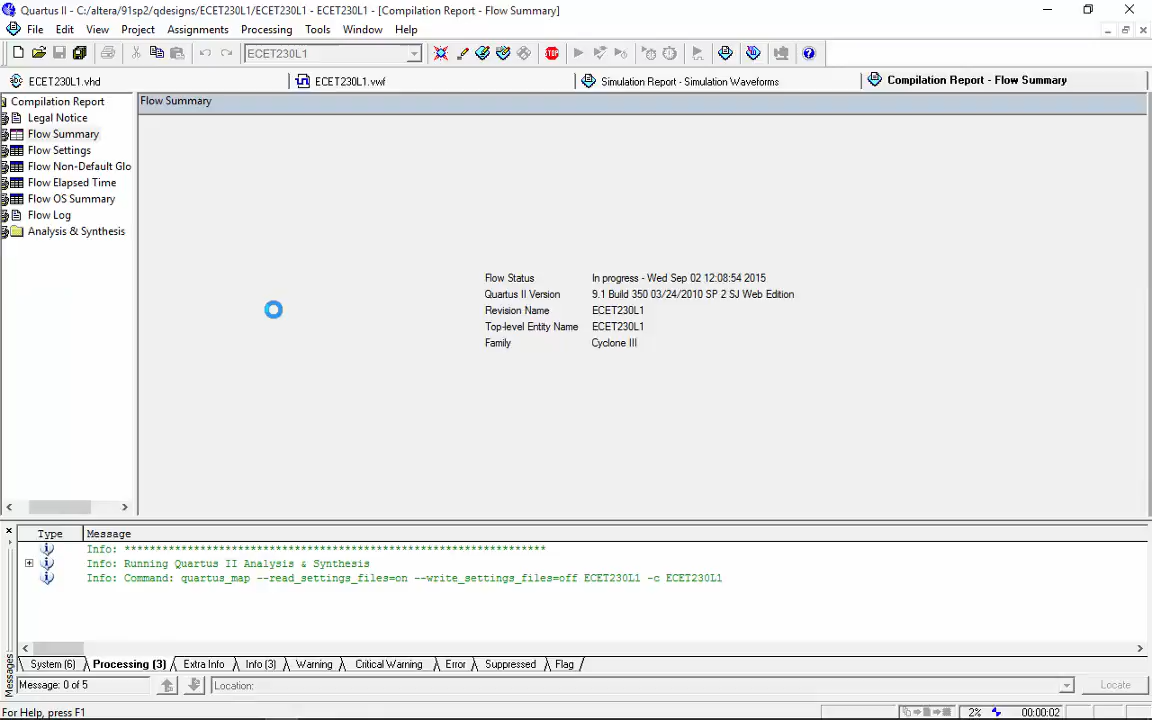 Quartus II - C:/altera/91sp2/qdesigns/ECET230L1/ECET230L1 - ECET230L1 - [Compilation Report - Flow Summary]
File Edit View Project Assignments Processing Tools Window Help
ECET230L1
ECET230L1.vhd ECET230L1.vwf Simulation Report - Simulation Waveforms Compilation Report - Flow Summary
Compilation Report
Legal Notice
Flow Summary
Flow Settings
Flow Non-Default Glo
Flow Elapsed Time
Flow OS Summary
Flow Log
Analysis & Synthesis
Flow Summary
Flow Status In progress - Wed Sep 02 12:08:54 2015
Quartus II Version 9.1 Build 350 03/24/2010 SP 2 SJ Web Edition
Revision Name ECET230L1
Top-level Entity Name ECET230L1
Family Cyclone III
Type Message
Info: *******************************************************************
Info: Running Quartus II Analysis & Synthesis
Info: Command: quartus_map --read_settings_files=on --write_settings_files=off ECET230L1 -c ECET230L1
System (6) Processing (3) Extra Info Info (3) Warning Critical Warning Error Suppressed Flag
Messages
Message: 0 of 5 Location: Locate
For Help, press F1 2% 00:00:02